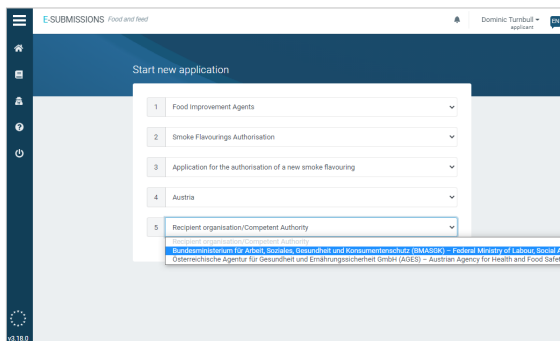 E-SUBMISSIONS Food and feed
Dominic Turnbull
applicant
EN
Start new application
1 Food Improvement Agents
2 Smoke Flavourings Authorisation
3 Application for the authorisation of a new smoke flavouring
4 Austria
5 Recipient organisation/Competent Authority
Recipient organisation/Competent Authority
Bundesministerium für Arbeit, Soziales, Gesundheit und Konsumentenschutz (BMASGK) – Federal Ministry of Labour, Social A
Österreichische Agentur für Gesundheit und Ernährungssicherheit GmbH (AGES) – Austrian Agency for Health and Food Safe
v3.18.0